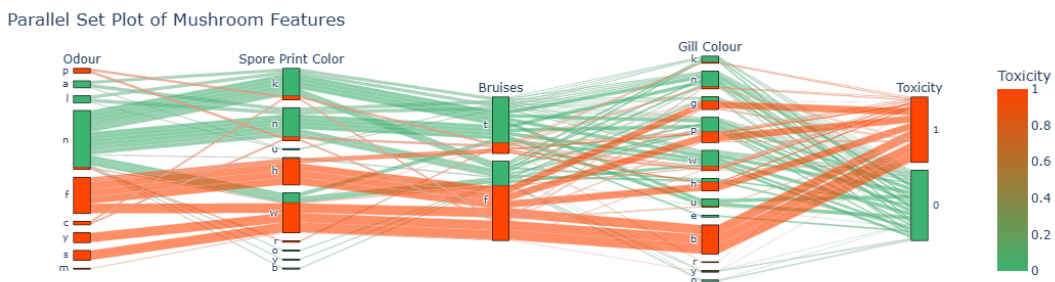 Parallel Set Plot of Mushroom Features
Odour
p
a
l
n
f
c
y
s
m
Spore Print Color
k
n
u
h
w
r
o
y
b
Bruises
t
f
Gill Colour
k
n
g
p
w
h
u
e
b
r
y
o
Toxicity
1
0
Toxicity
1
0.8
0.6
0.4
0.2
0